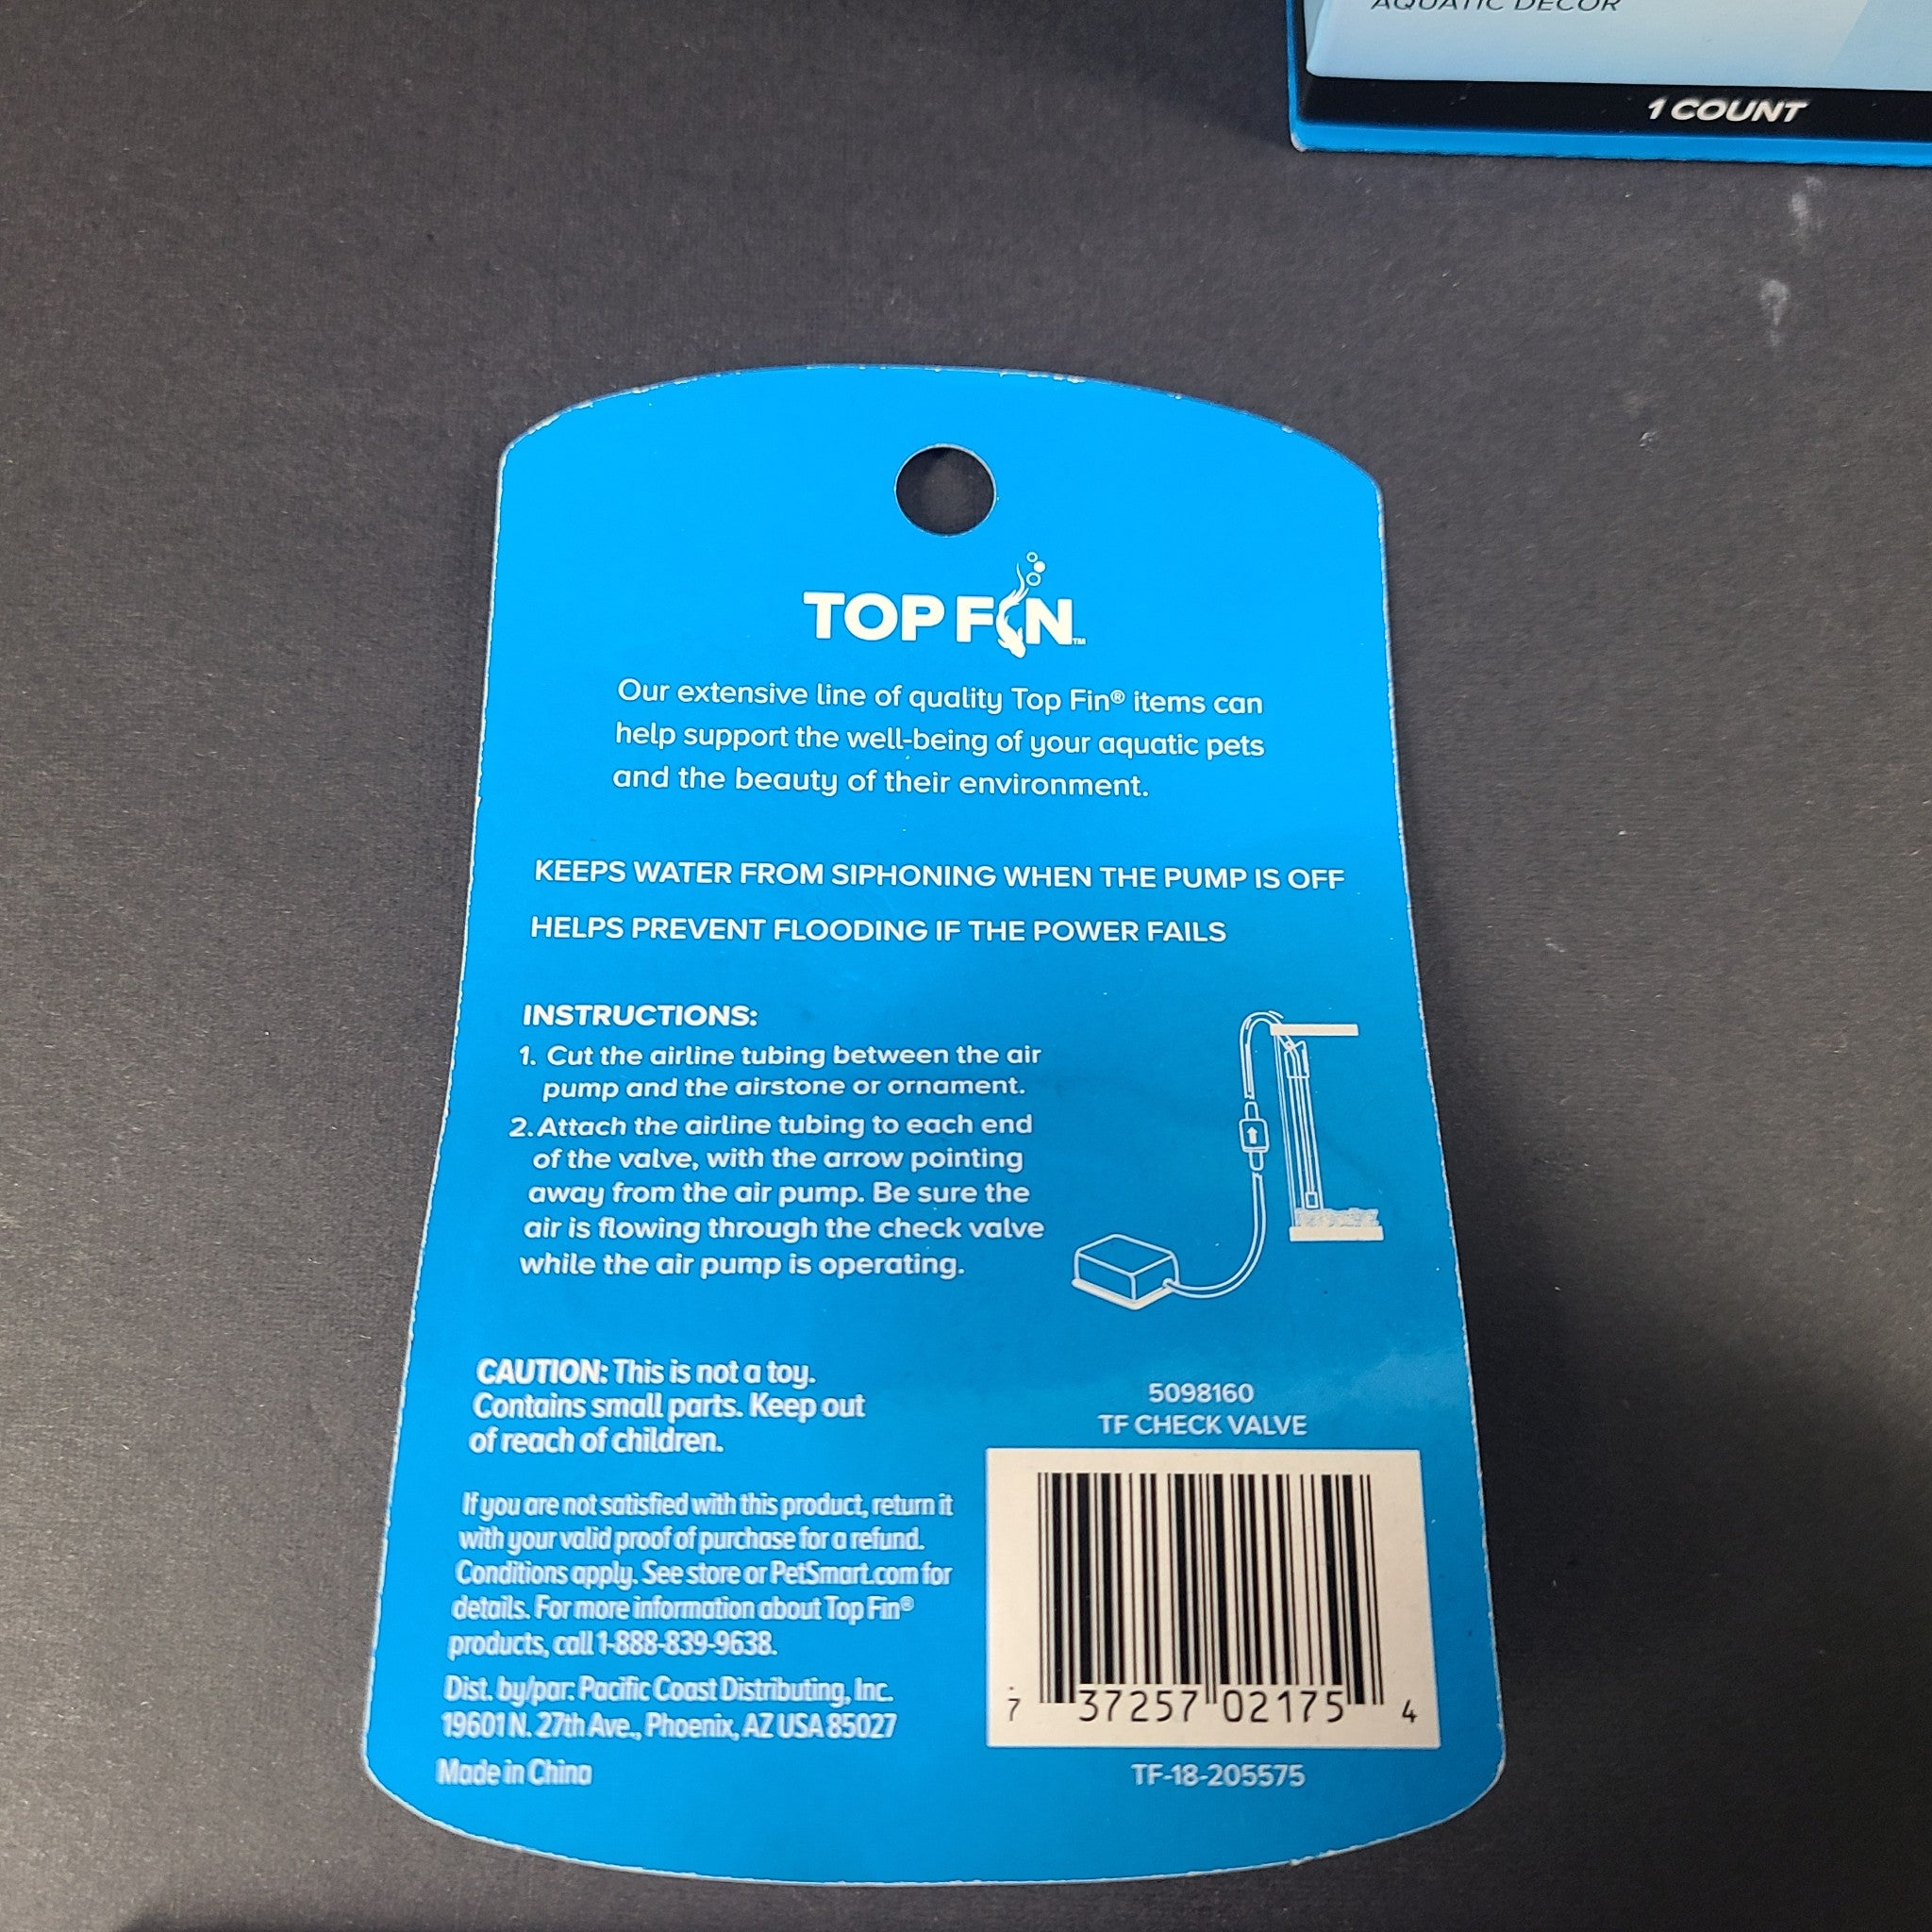 AQUATIC DECOR
1 COUNT
TOP FIN™
Our extensive line of quality Top Fin® items can
help support the well-being of your aquatic pets
and the beauty of their environment.
KEEPS WATER FROM SIPHONING WHEN THE PUMP IS OFF
HELPS PREVENT FLOODING IF THE POWER FAILS
INSTRUCTIONS:
1. Cut the airline tubing between the air
pump and the airstone or ornament.
2. Attach the airline tubing to each end
of the valve, with the arrow pointing
away from the air pump. Be sure the
air is flowing through the check valve
while the air pump is operating.
CAUTION: This is not a toy.
Contains small parts. Keep out
of reach of children.
If you are not satisfied with this product, return it
with your valid proof of purchase for a refund.
Conditions apply. See store or PetSmart.com for
details. For more information about Top Fin®
products, call 1-888-839-9638.
Dist. by/par: Pacific Coast Distributing, Inc.
19601 N. 27th Ave., Phoenix, AZ USA 85027
Made in China
5098160
TF CHECK VALVE
7 37257 02175 4
TF-18-205575